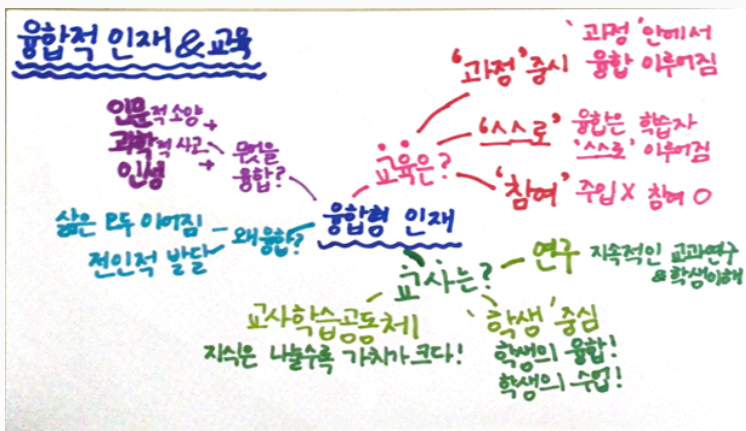 융합적 인재 & 교육
'과정' 중시
'과정' 안에서
융합 이루어짐
'스스로'
융합은 학습자
'스스로' 이루어짐
'참여' 주입 X 참여 O
교육은?
인문적 소양 +
과학적 사고 +
인성
무엇을
융합?
융합형 인재
왜 융합?
삶은 모두 이어짐
전인적 발달
교사는?
연구
지속적인 교과연구
& 학생이해
교사학습공동체
지식은 나눌수록 가치가 크다!
'학생' 중심
학생의 융합!
학생의 수업!